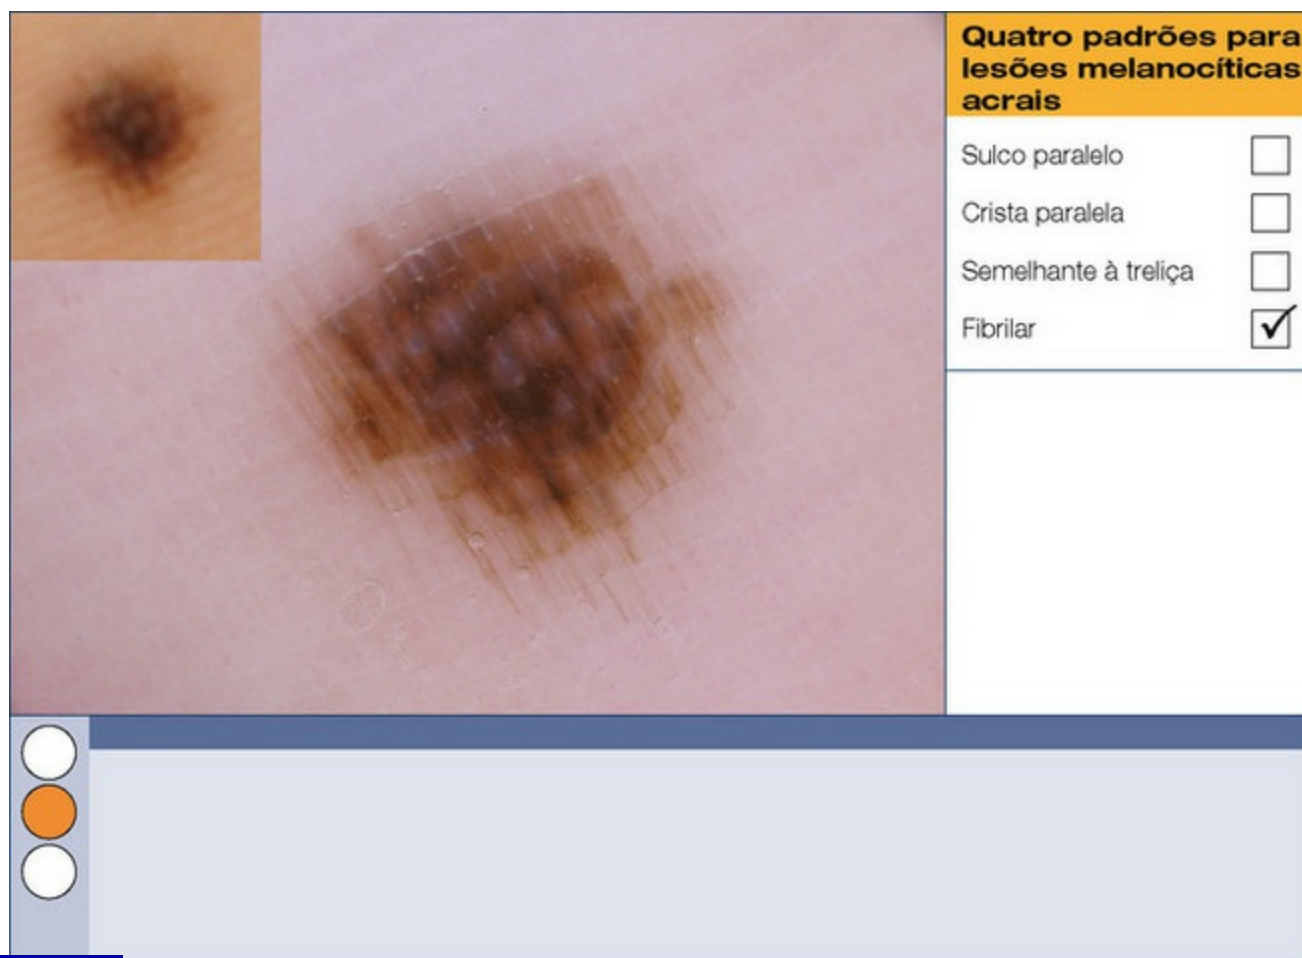 Quatro padrões para
lesões melanocíticas
acrais
Sulco paralelo
Crista paralela
Semelhante à treliça
Fibrilar